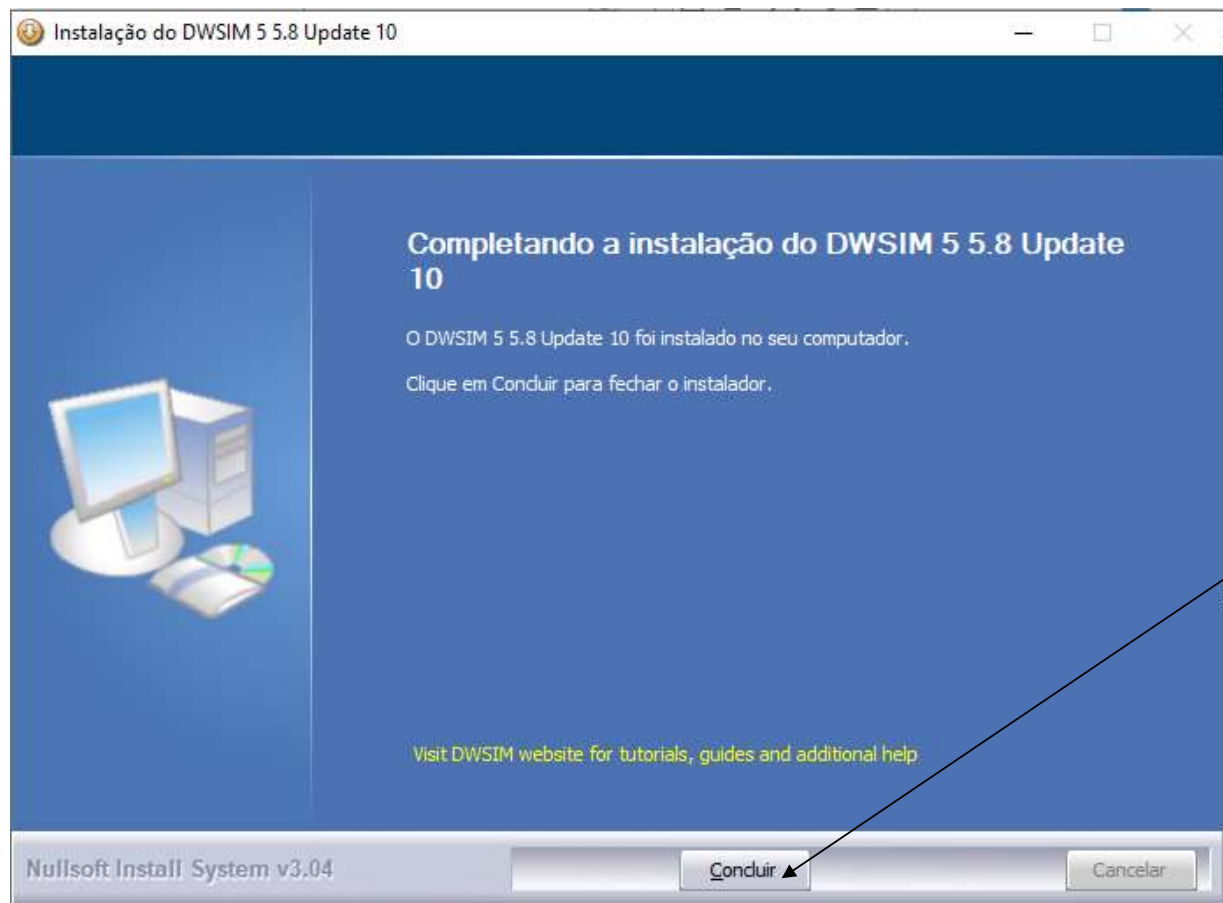 Instalação do DWSIM 5 5.8 Update 10
Completando a instalação do DWSIM 5 5.8 Update
10
O DWSIM 5 5.8 Update 10 foi instalado no seu computador.
Clique em Concluir para fechar o instalador.
Visit DWSIM website for tutorials, guides and additional help
Nullsoft Install System v3.04
Concluir
Cancelar